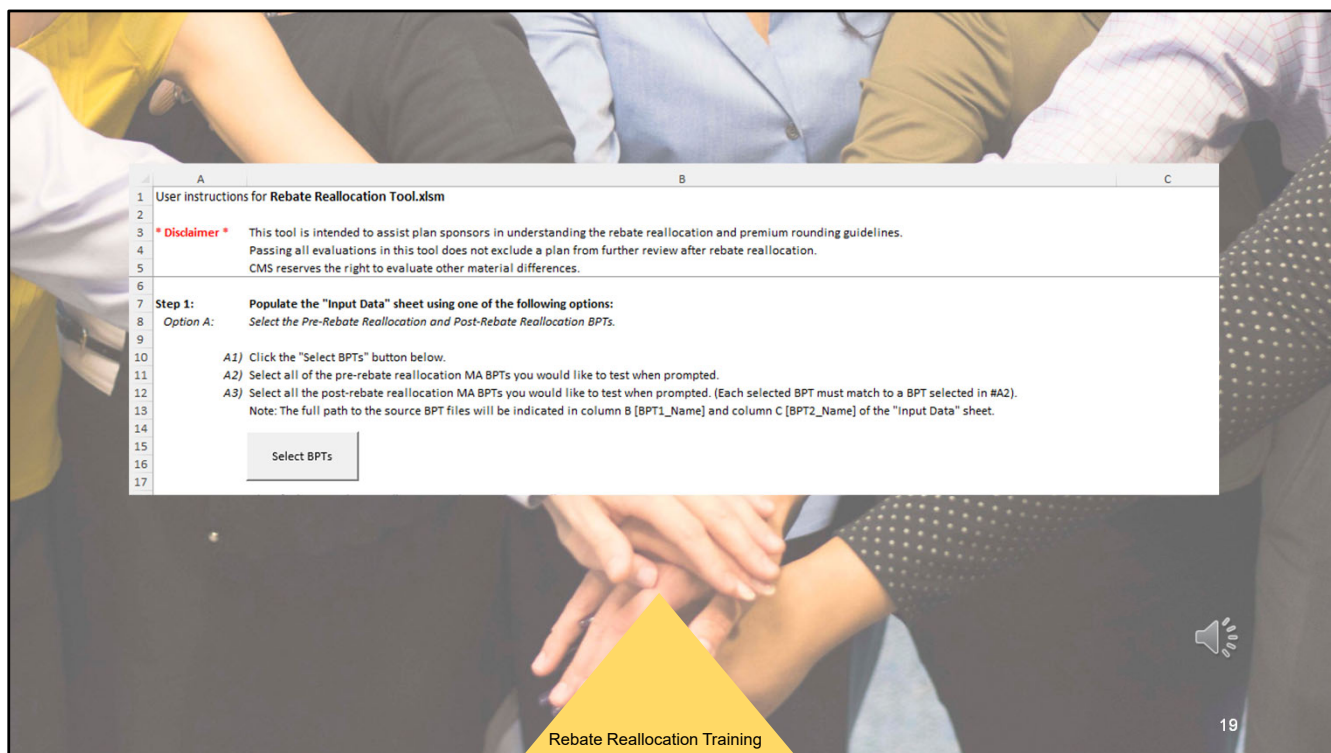 A B C
1 User instructions for Rebate Reallocation Tool.xlsm
2
3 * Disclaimer * This tool is intended to assist plan sponsors in understanding the rebate reallocation and premium rounding guidelines.
4 Passing all evaluations in this tool does not exclude a plan from further review after rebate reallocation.
5 CMS reserves the right to evaluate other material differences.
6
7 Step 1: Populate the "Input Data" sheet using one of the following options:
8 Option A: Select the Pre-Rebate Reallocation and Post-Rebate Reallocation BPTs.
9
10 A1) Click the "Select BPTs" button below.
11 A2) Select all of the pre-rebate reallocation MA BPTs you would like to test when prompted.
12 A3) Select all the post-rebate reallocation MA BPTs you would like to test when prompted. (Each selected BPT must match to a BPT selected in #A2).
13 Note: The full path to the source BPT files will be indicated in column B [BPT1_Name] and column C [BPT2_Name] of the "Input Data" sheet.
14
15
Select BPTs
16
17
Rebate Reallocation Training
19